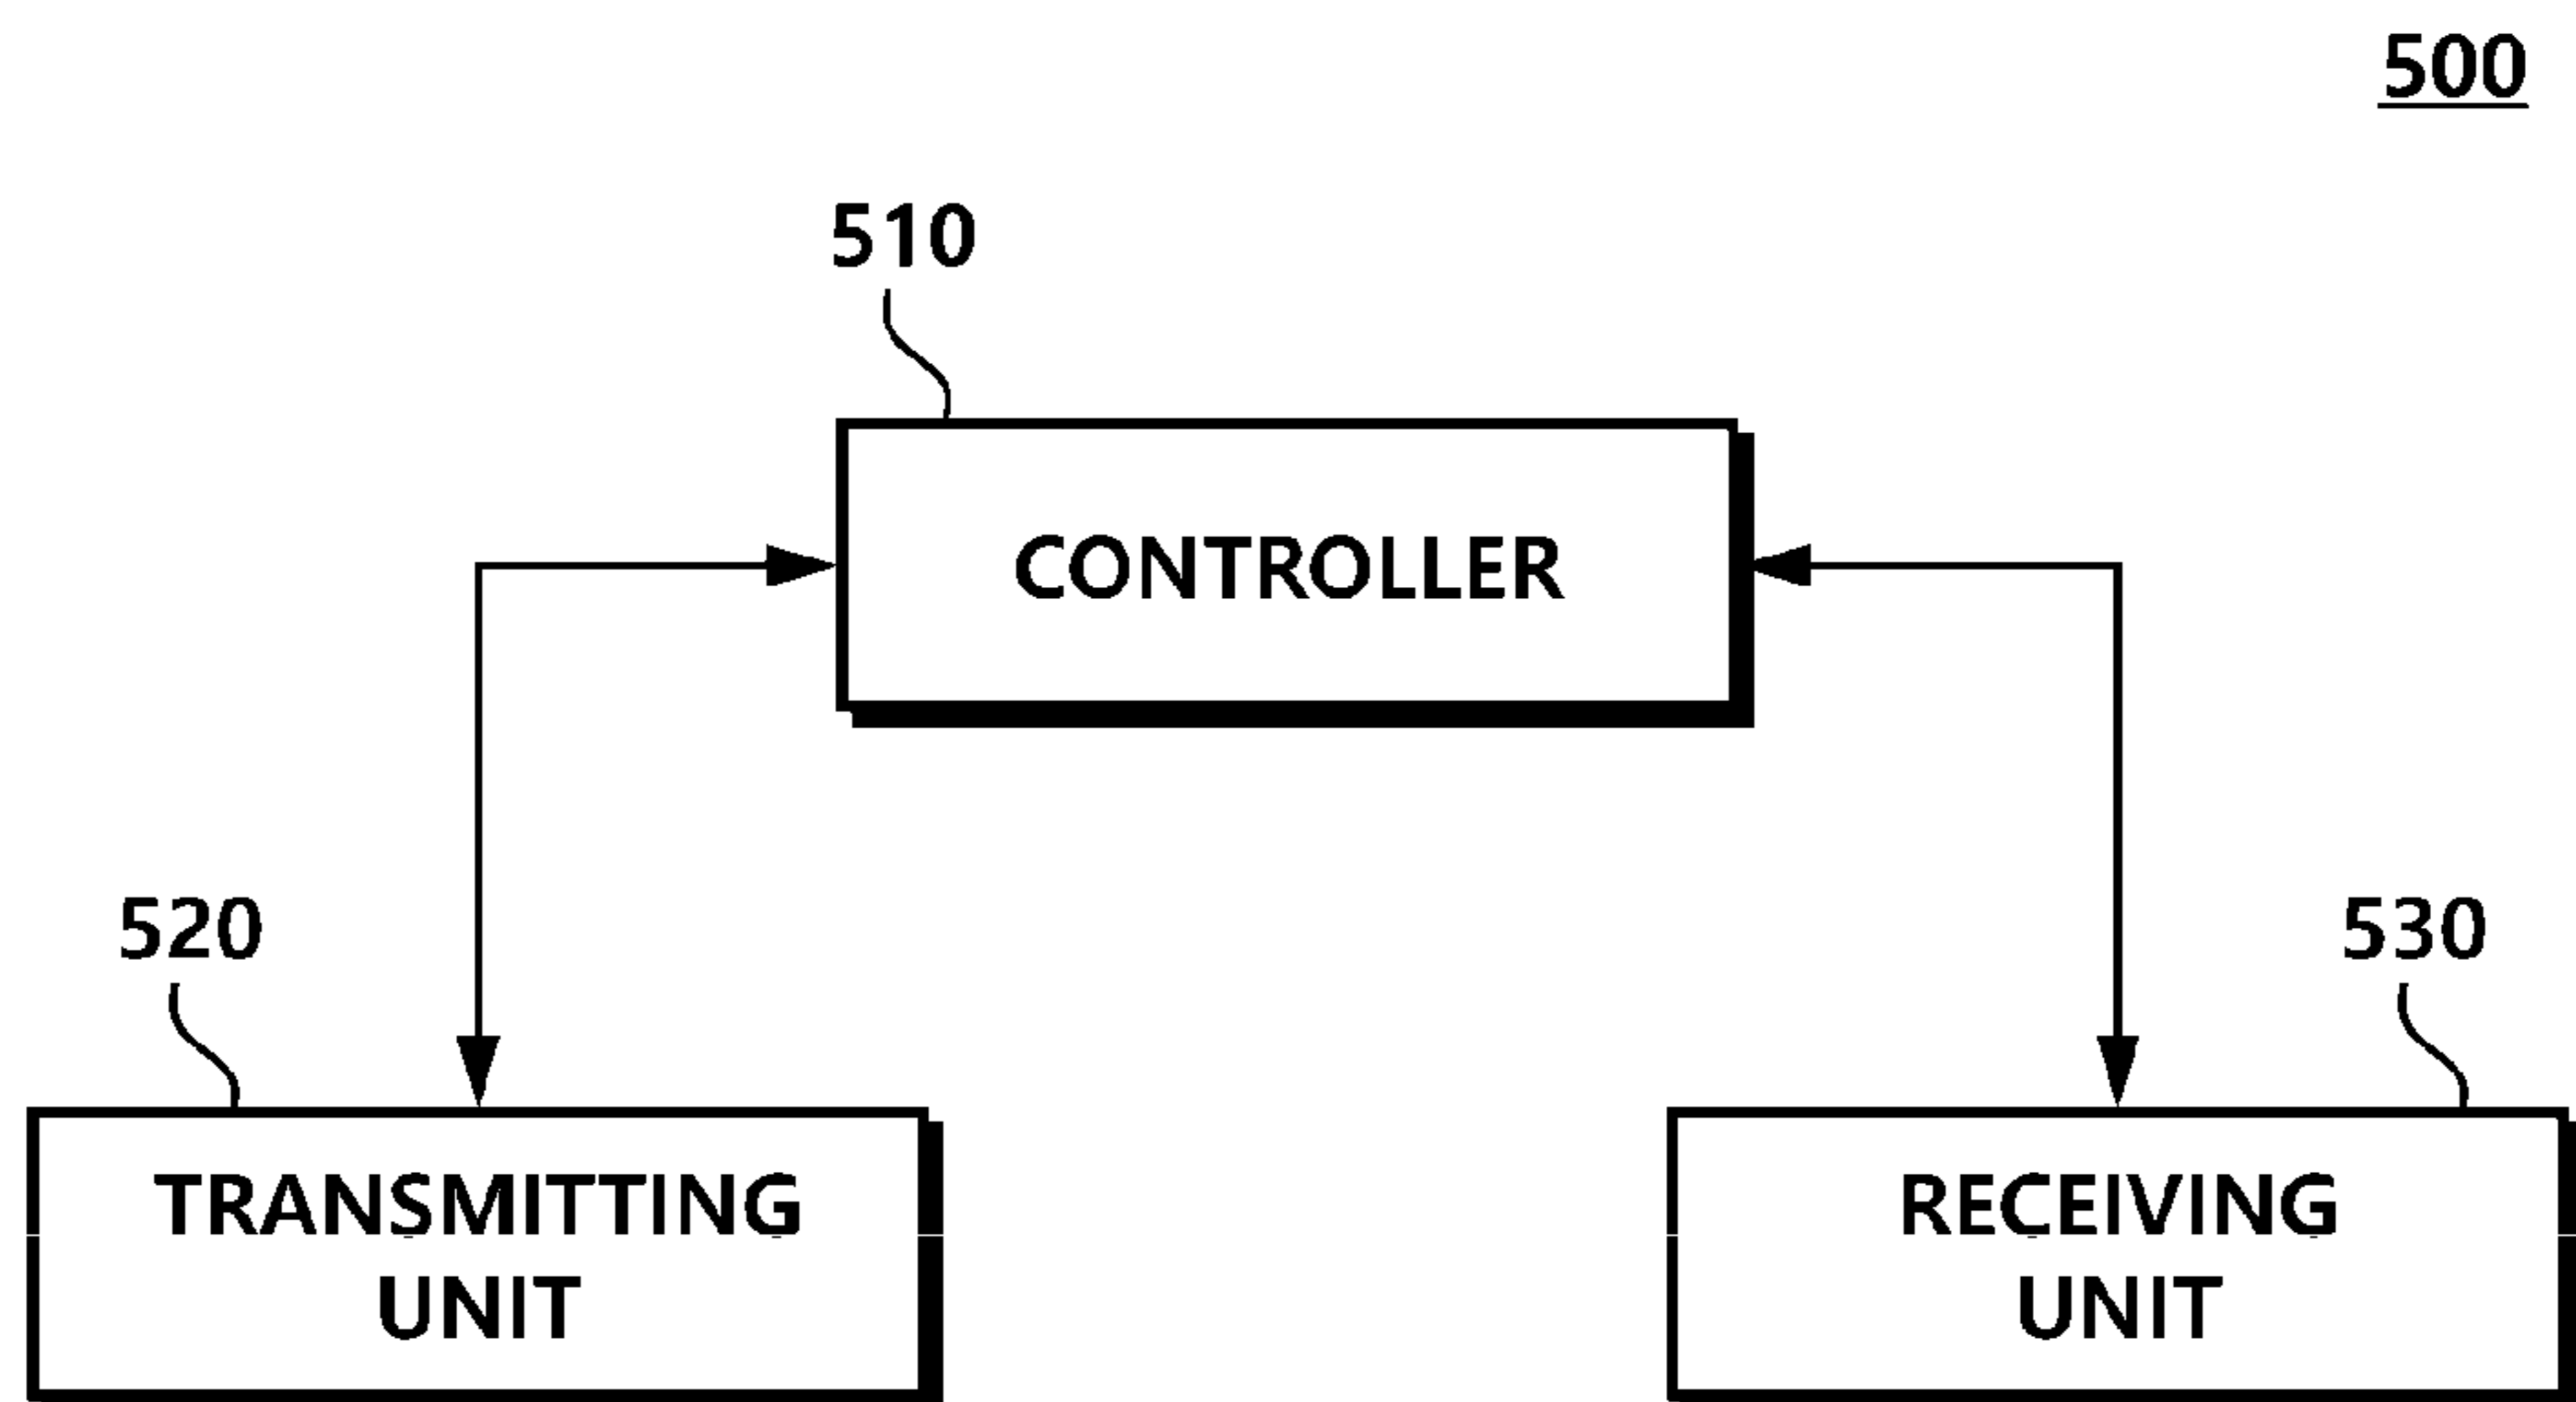 500
510
CONTROLLER
520
530
TRANSMITTING
UNIT
RECEIVING
UNIT